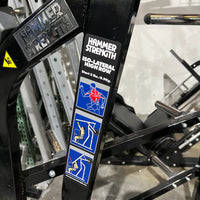 HAMMER
STRENGTH
HAMMER
STRENGTH
ISO-LATERAL
HIGH ROW